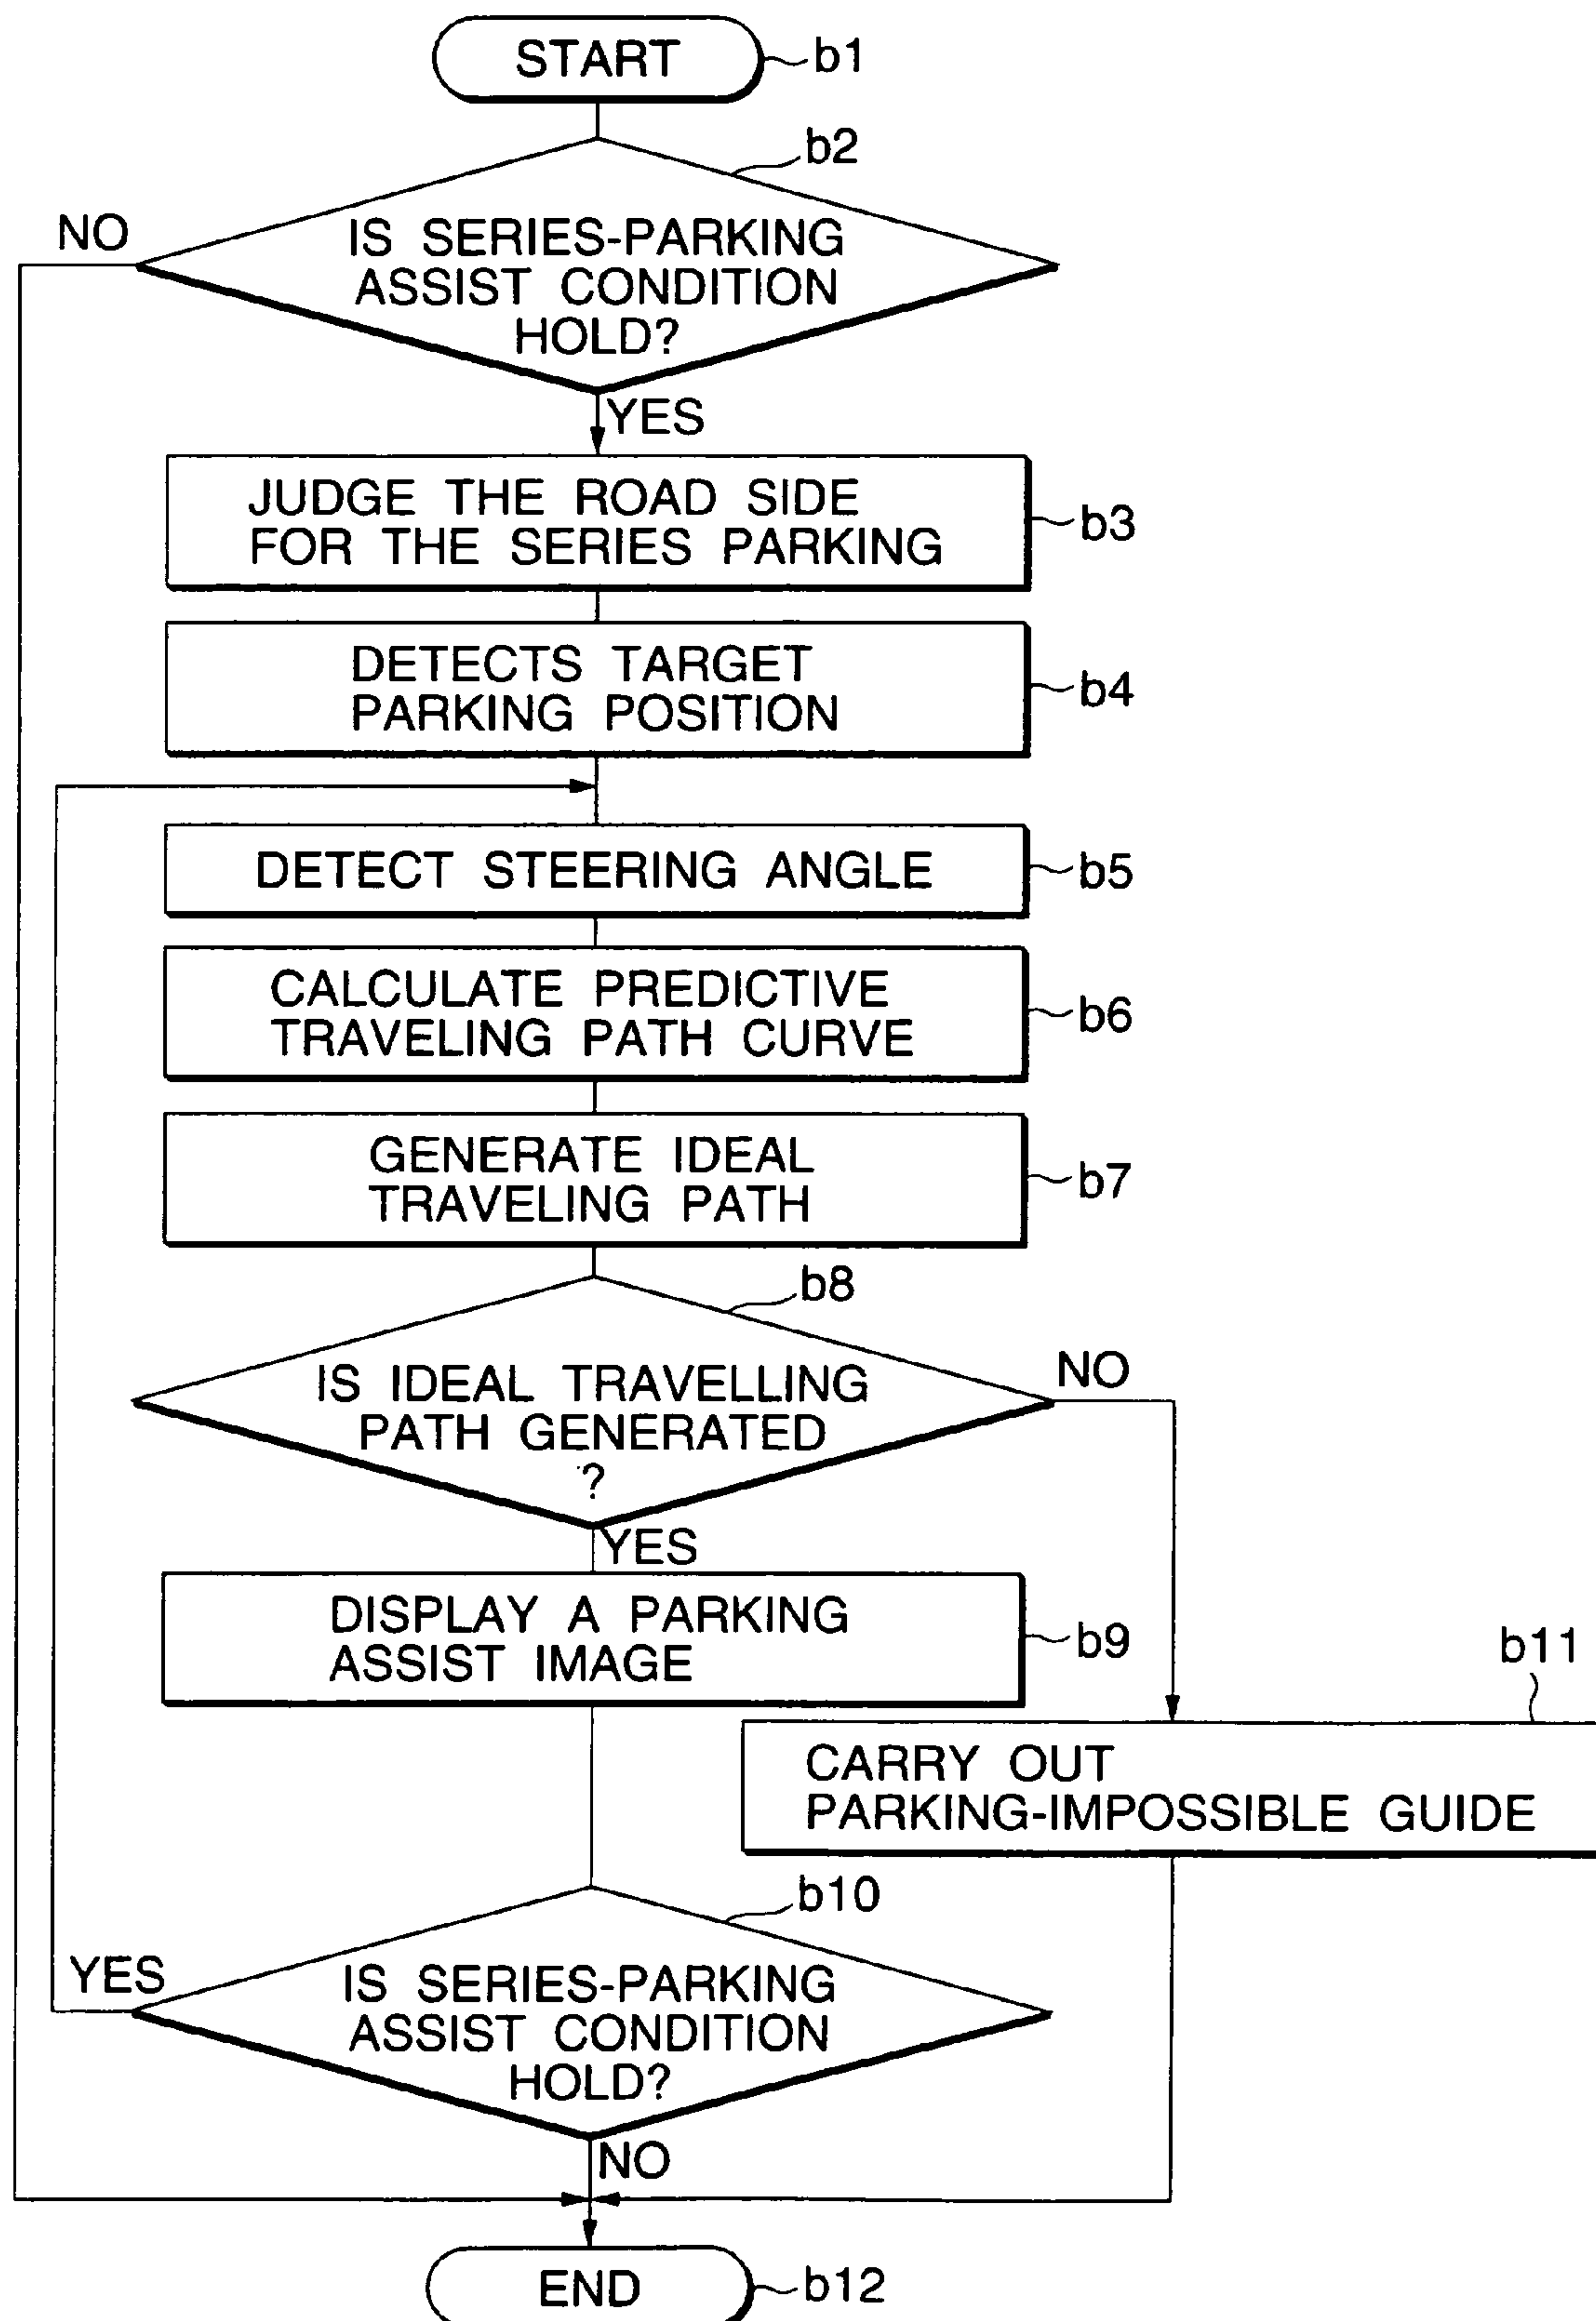 START
b1
b2
NO
IS SERIES-PARKING
ASSIST CONDITION
HOLD?
YES
JUDGE THE ROAD SIDE
FOR THE SERIES PARKING
b3
DETECTS TARGET
PARKING POSITION
b4
DETECT STEERING ANGLE
b5
CALCULATE PREDICTIVE
TRAVELING PATH CURVE
b6
GENERATE IDEAL
TRAVELING PATH
b7
b8
IS IDEAL TRAVELLING
PATH GENERATED
?
NO
YES
DISPLAY A PARKING
ASSIST IMAGE
b9
b11
CARRY OUT
PARKING-IMPOSSIBLE GUIDE
b10
YES
IS SERIES-PARKING
ASSIST CONDITION
HOLD?
NO
END
b12